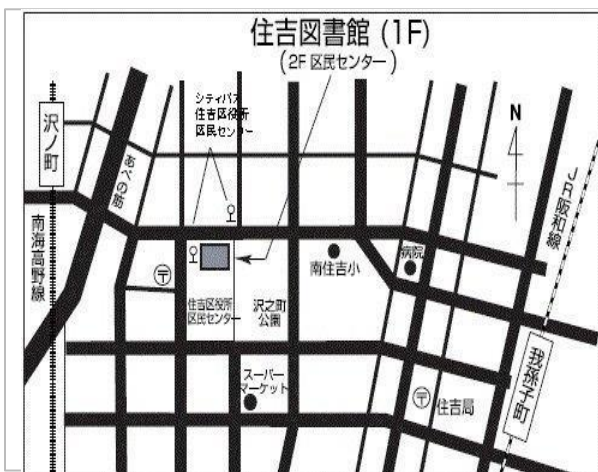 住吉図書館 (1F)
(2F 区民センター)
シティバス
住吉区役所
区民センター
N
沢ノ町
あべの筋
JR阪和線
南海高野線
〒
南住吉小
病院
住吉区役所
区民センター
沢之町
公園
我孫子町
スーパー
マーケット
〒
住吉局